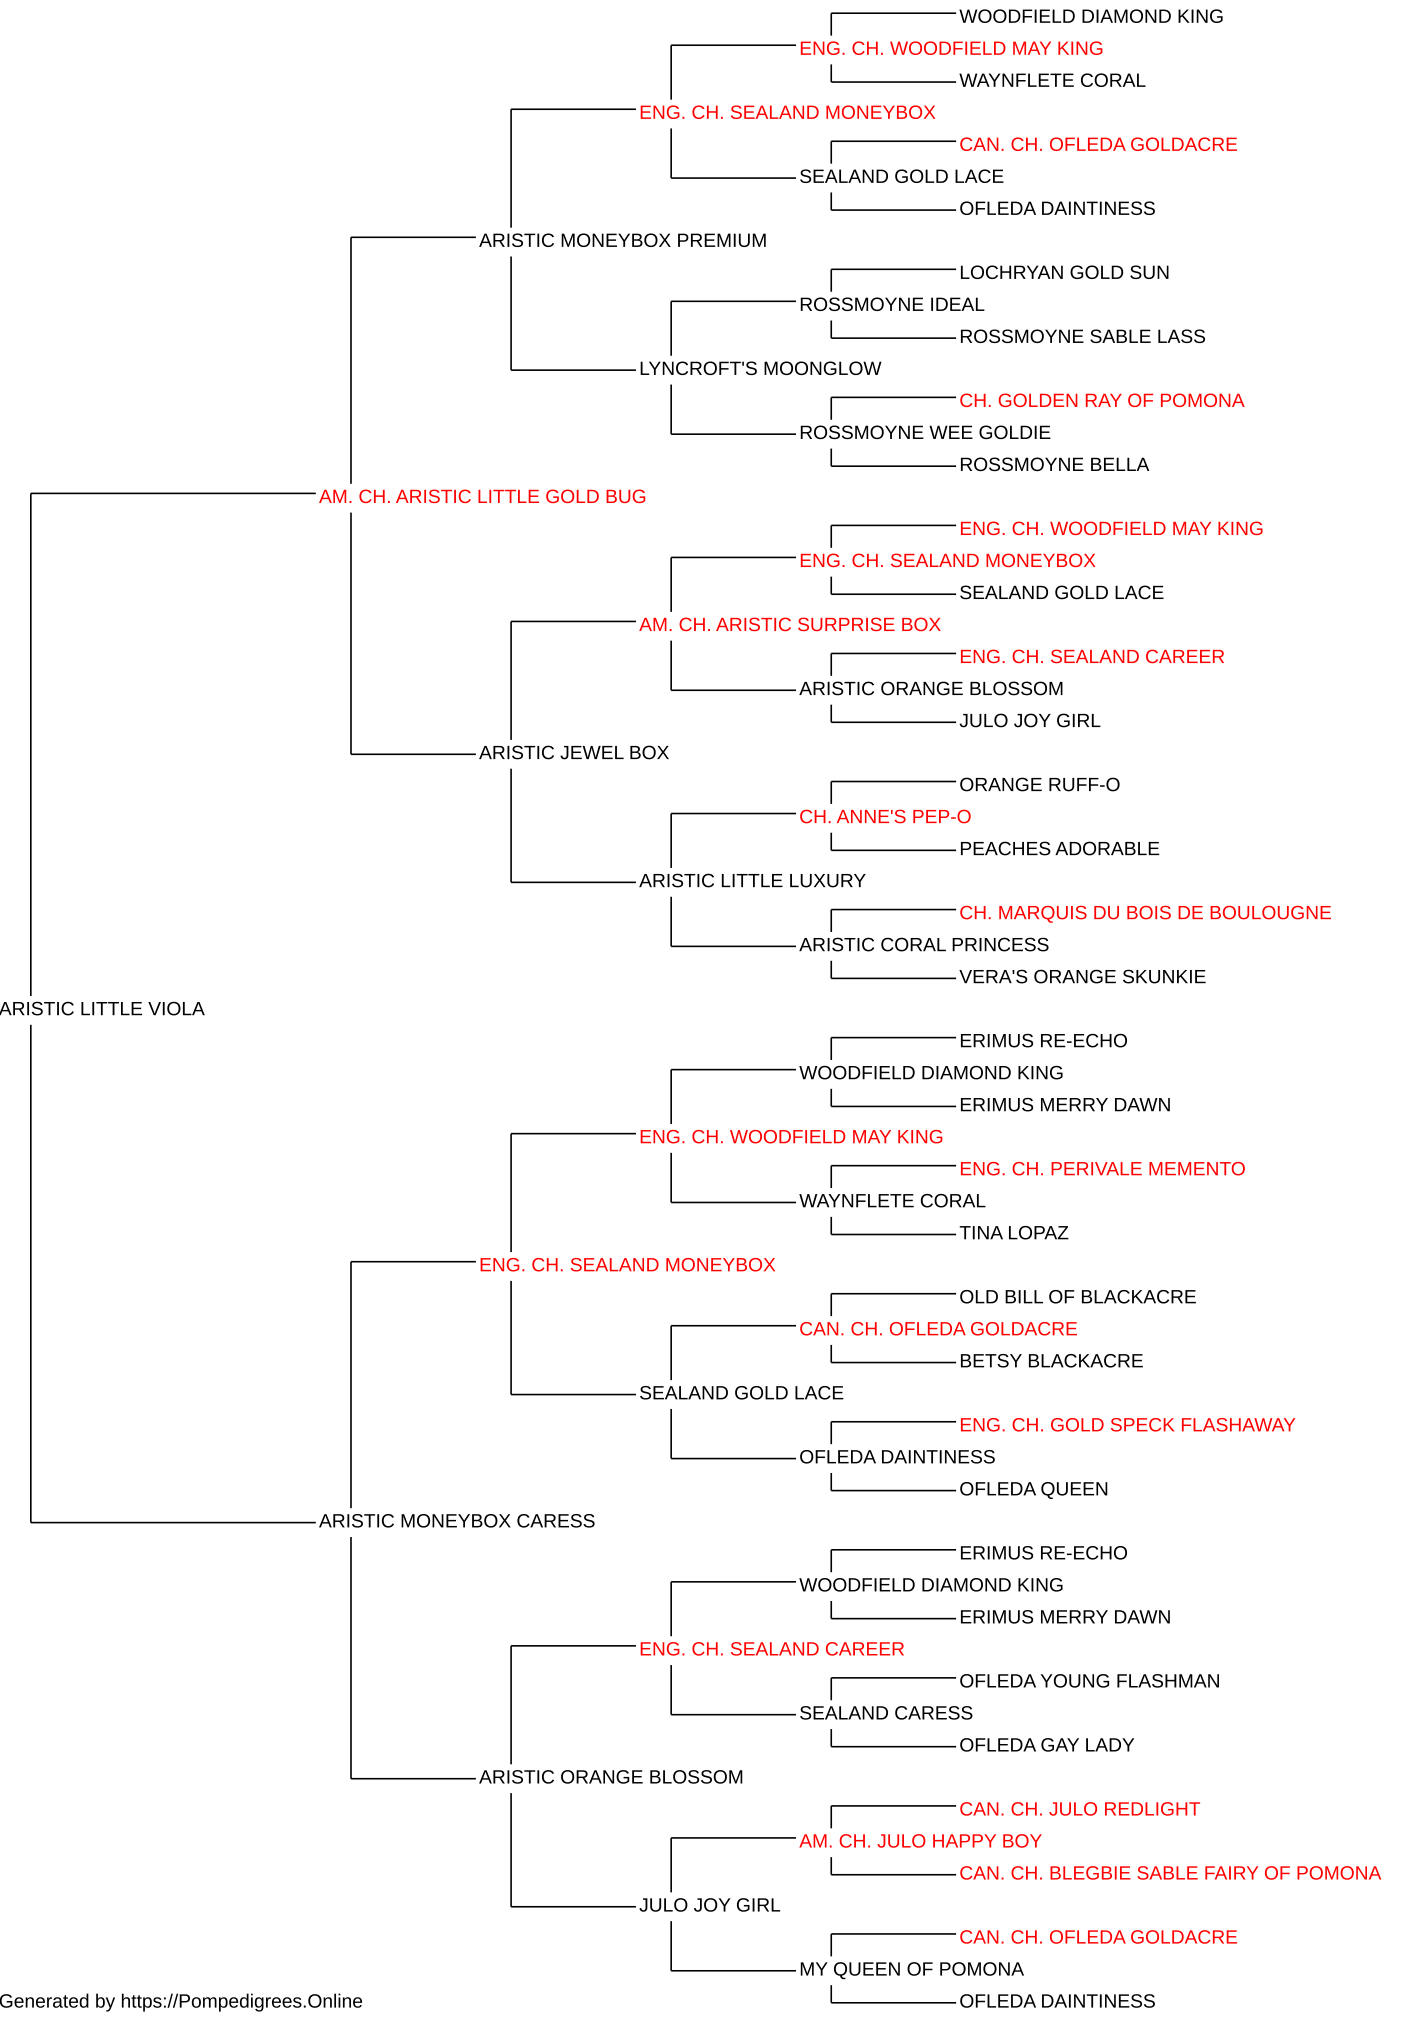 WOODFIELD DIAMOND KING
ENG. CH. WOODFIELD MAY KING
WAYNFLETE CORAL
ENG. CH. SEALAND MONEYBOX
CAN. CH. OFLEDA GOLDACRE
SEALAND GOLD LACE
OFLEDA DAINTINESS
ARISTIC MONEYBOX PREMIUM
LOCHRYAN GOLD SUN
ROSSMOYNE IDEAL
ROSSMOYNE SABLE LASS
LYNCROFT'S MOONGLOW
CH. GOLDEN RAY OF POMONA
ROSSMOYNE WEE GOLDIE
ROSSMOYNE BELLA
AM. CH. ARISTIC LITTLE GOLD BUG
ENG. CH. WOODFIELD MAY KING
ENG. CH. SEALAND MONEYBOX
SEALAND GOLD LACE
AM. CH. ARISTIC SURPRISE BOX
ENG. CH. SEALAND CAREER
ARISTIC ORANGE BLOSSOM
JULO JOY GIRL
ARISTIC JEWEL BOX
ORANGE RUFF-O
CH. ANNE'S PEP-O
PEACHES ADORABLE
ARISTIC LITTLE LUXURY
CH. MARQUIS DU BOIS DE BOULOUGNE
ARISTIC CORAL PRINCESS
VERA'S ORANGE SKUNKIE
ARISTIC LITTLE VIOLA
ERIMUS RE-ECHO
WOODFIELD DIAMOND KING
ERIMUS MERRY DAWN
ENG. CH. WOODFIELD MAY KING
ENG. CH. PERIVALE MEMENTO
WAYNFLETE CORAL
TINA LOPAZ
ENG. CH. SEALAND MONEYBOX
OLD BILL OF BLACKACRE
CAN. CH. OFLEDA GOLDACRE
BETSY BLACKACRE
SEALAND GOLD LACE
ENG. CH. GOLD SPECK FLASHAWAY
OFLEDA DAINTINESS
OFLEDA QUEEN
ARISTIC MONEYBOX CARESS
ERIMUS RE-ECHO
WOODFIELD DIAMOND KING
ERIMUS MERRY DAWN
ENG. CH. SEALAND CAREER
OFLEDA YOUNG FLASHMAN
SEALAND CARESS
OFLEDA GAY LADY
ARISTIC ORANGE BLOSSOM
CAN. CH. JULO REDLIGHT
AM. CH. JULO HAPPY BOY
CAN. CH. BLEGBIE SABLE FAIRY OF POMONA
JULO JOY GIRL
CAN. CH. OFLEDA GOLDACRE
MY QUEEN OF POMONA
OFLEDA DAINTINESS
Generated by https://Pompedigrees.Online